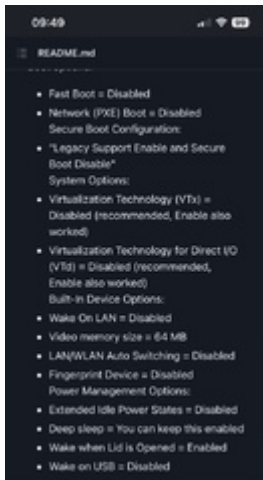 09:49
README.md
Fast Boot = Disabled
Network (PXE) Boot = Disabled
Secure Boot Configuration:
"Legacy Support Enable and Secure
Boot Disable"
System Options:
Virtualization Technology (VTx) =
Disabled (recommended, Enable also
worked)
Virtualization Technology for Direct I/O
(VTd) = Disabled (recommended,
Enable also worked)
Built-In Device Options:
Wake On LAN = Disabled
Video memory size = 64 MB
LAN/WLAN Auto Switching = Disabled
Fingerprint Device = Disabled
Power Management Options:
Extended Idle Power States = Disabled
Deep sleep = You can keep this enabled
Wake when Lid is Opened = Enabled
Wake on USB = Disabled